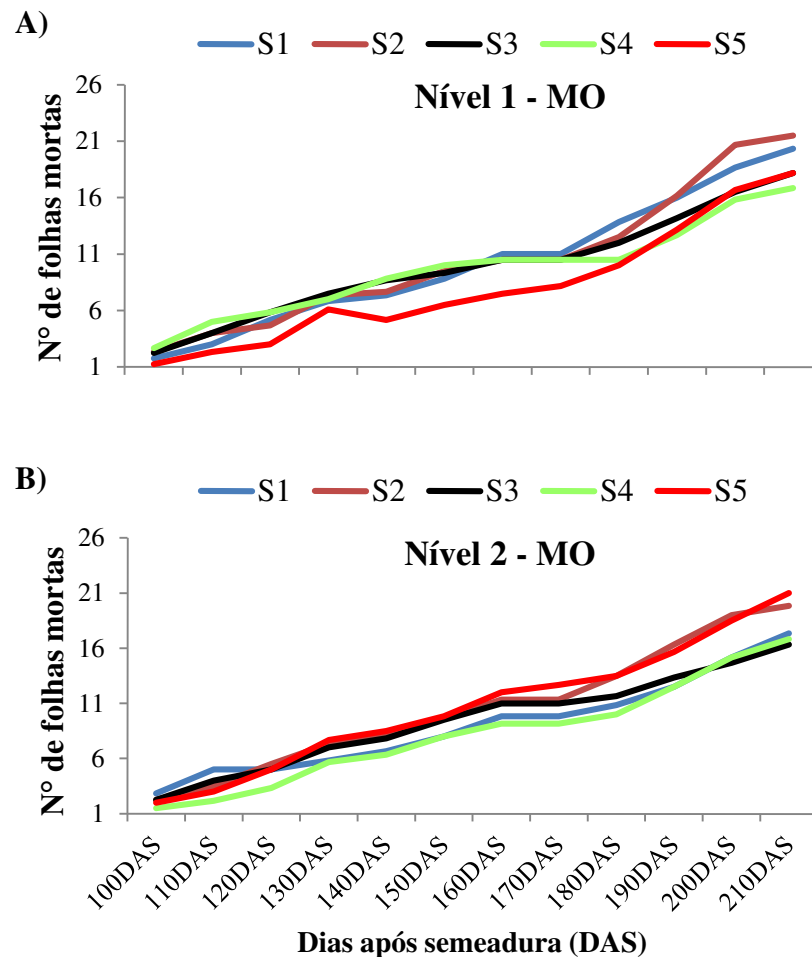 A)
S1 S2 S3 S4 S5
Nível 1 - MO
N° de folhas mortas
26
21
16
11
6
1
B)
S1 S2 S3 S4 S5
Nível 2 - MO
N° de folhas mortas
26
21
16
11
6
1
100DAS 110DAS 120DAS 130DAS 140DAS 150DAS 160DAS 170DAS 180DAS 190DAS 200DAS 210DAS
Dias após semeadura (DAS)